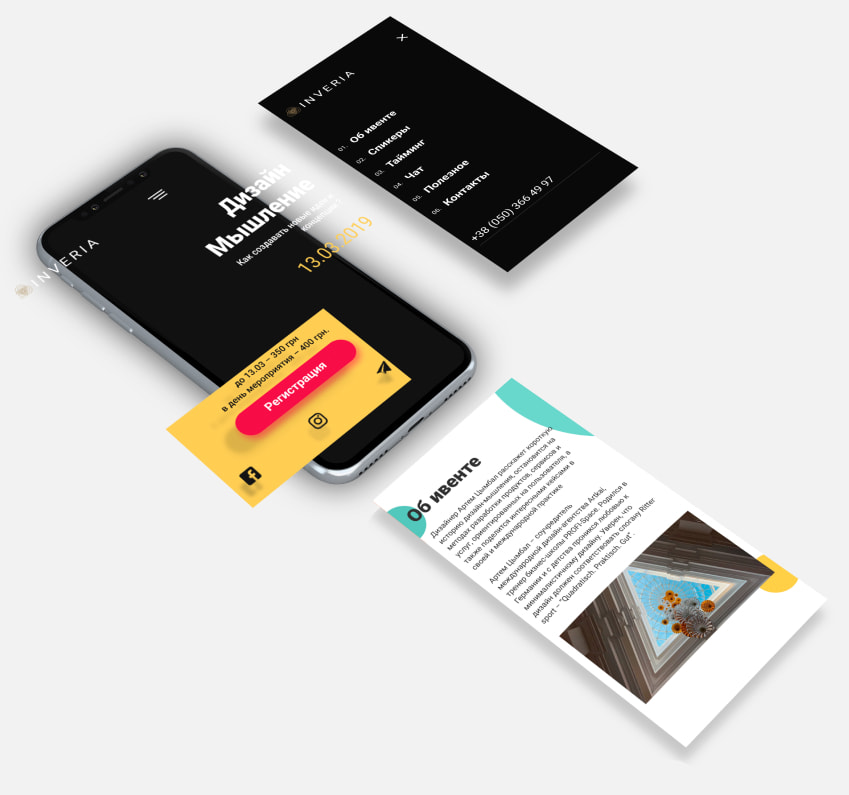 INVERIA
01. Об ивенте
02. Спикеры
03. Тайминг
04. Чат
05. Полезное
06. Контакты
+38 (050) 366 49 97
INVERIA
Дизайн
Мышление
Как создавать новые идеи и
концепции?
13.03.2019
до 13.03 – 350 грн
в день мероприятия – 400 грн.
Регистрация
Об ивенте
Дизайнер Артем Цымбал расскажет короткую
историю дизайн-мышления, остановится на
методах разработки продуктов, сервисов и
услуг, ориентированных на пользователя, а
также поделится интересными кейсами в
своей и международной практике
Артем Цымбал – соучредитель
международной дизайн-агентства Artkai,
тренер бизнес-школы PROFI-Space. Родился в
Германии и с детства проникся любовью к
минималистичному дизайну. Уверен, что
дизайн должен соответствовать слогану Ritter
sport – "Quadratisch. Praktisch. Gut".